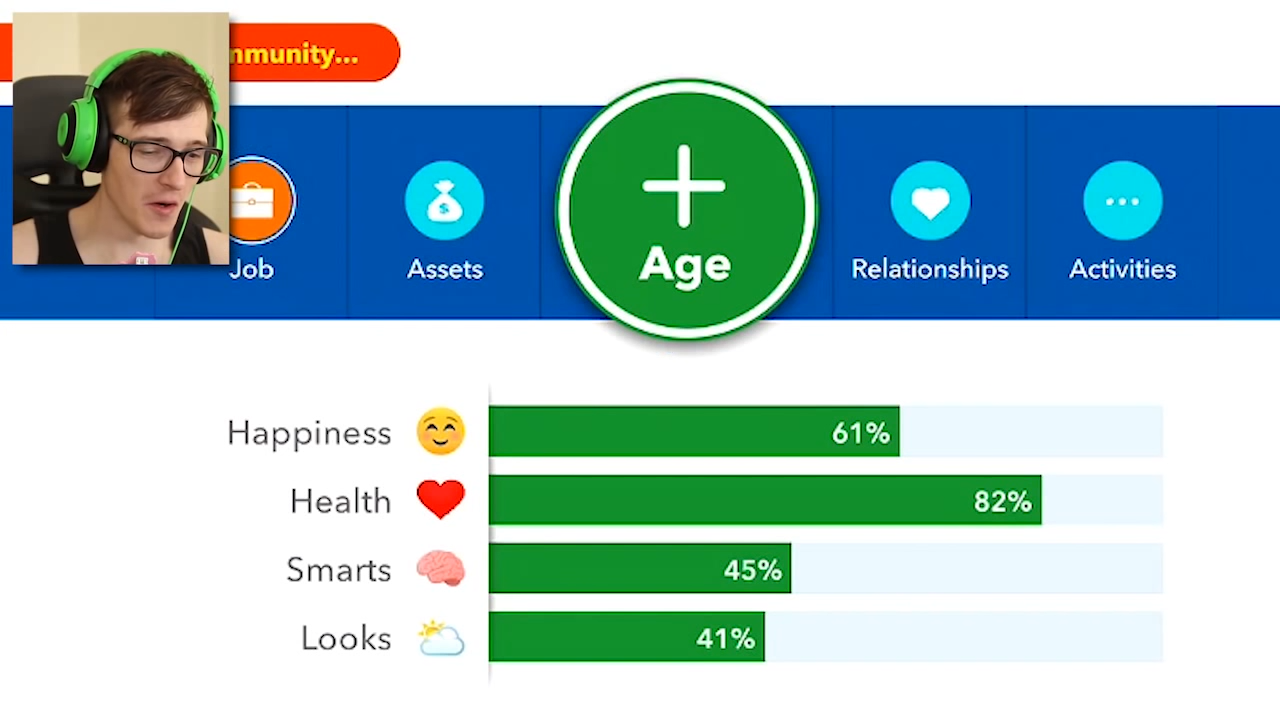 mmunity...
Job
Assets
Age
Relationships
Activities
Happiness
61%
Health
82%
Smarts
45%
Looks
41%